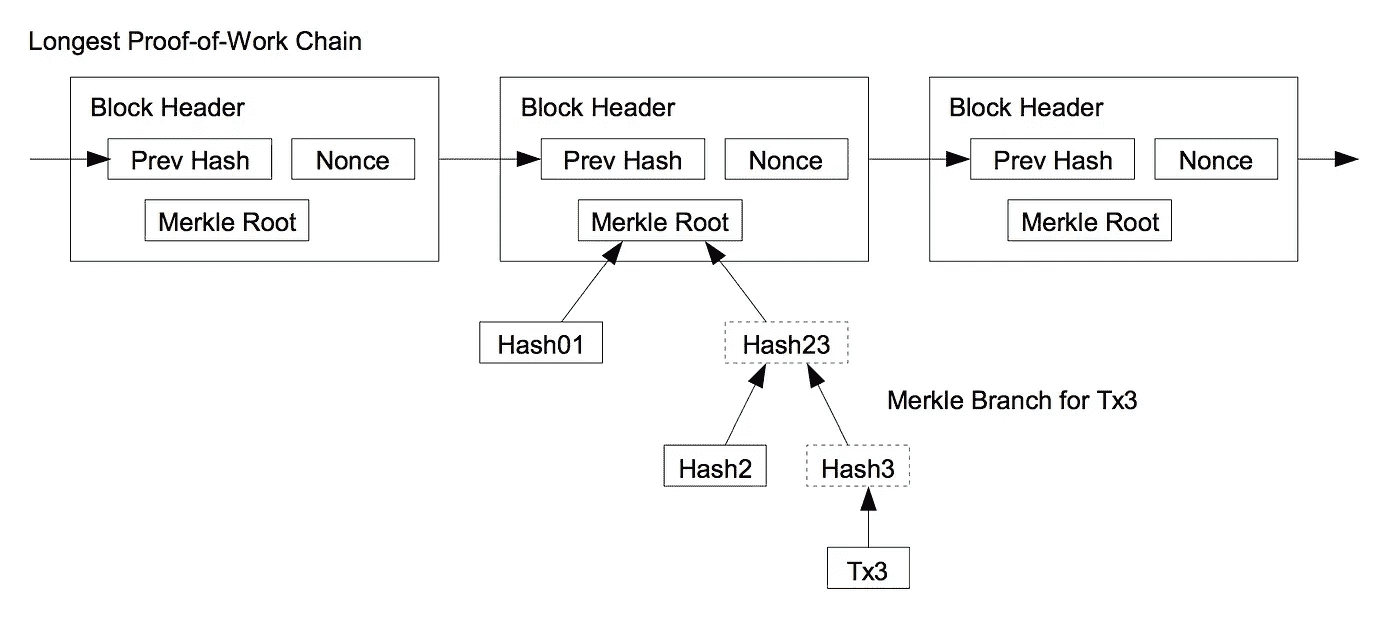 Longest Proof-of-Work Chain
Block Header
Block Header
Block Header
Prev Hash
Nonce
Prev Hash
Nonce
Prev Hash
Nonce
Merkle Root
Merkle Root
Merkle Root
Hash01
Hash23
Merkle Branch for Tx3
Hash2
Hash3
Tx3